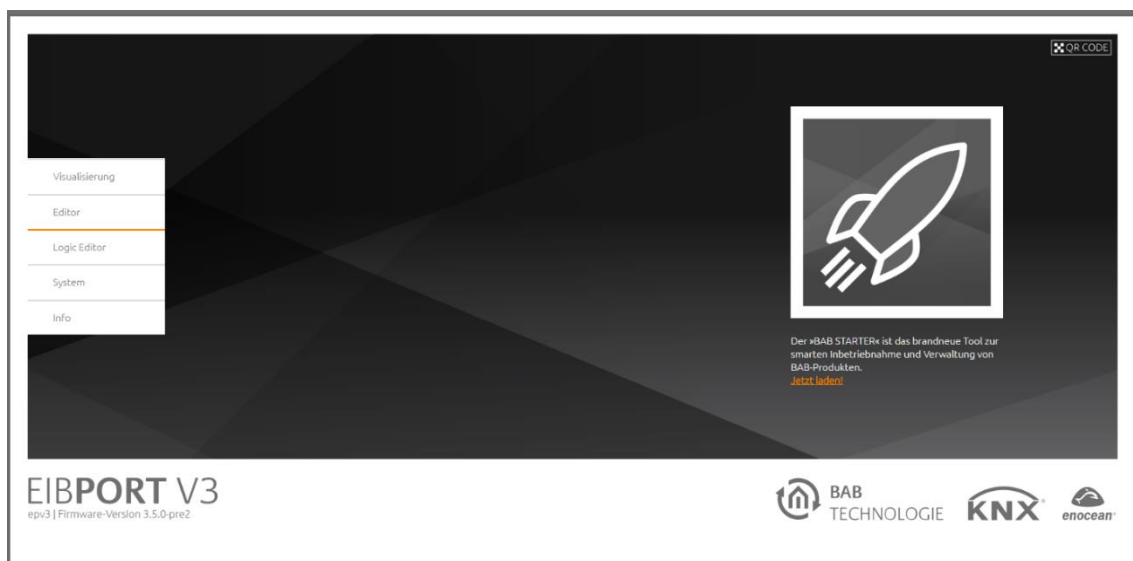 QR CODE
Visualisierung
Editor
Logic Editor
System
Info
Der »BAB STARTER« ist das brandneue Tool zur
smarten Inbetriebnahme und Verwaltung von
BAB-Produkten.
Jetzt laden!
EIBPORT V3
epv3 | Firmware-Version 3.5.0-pre2
BAB
TECHNOLOGIE
KNX®
enocean®